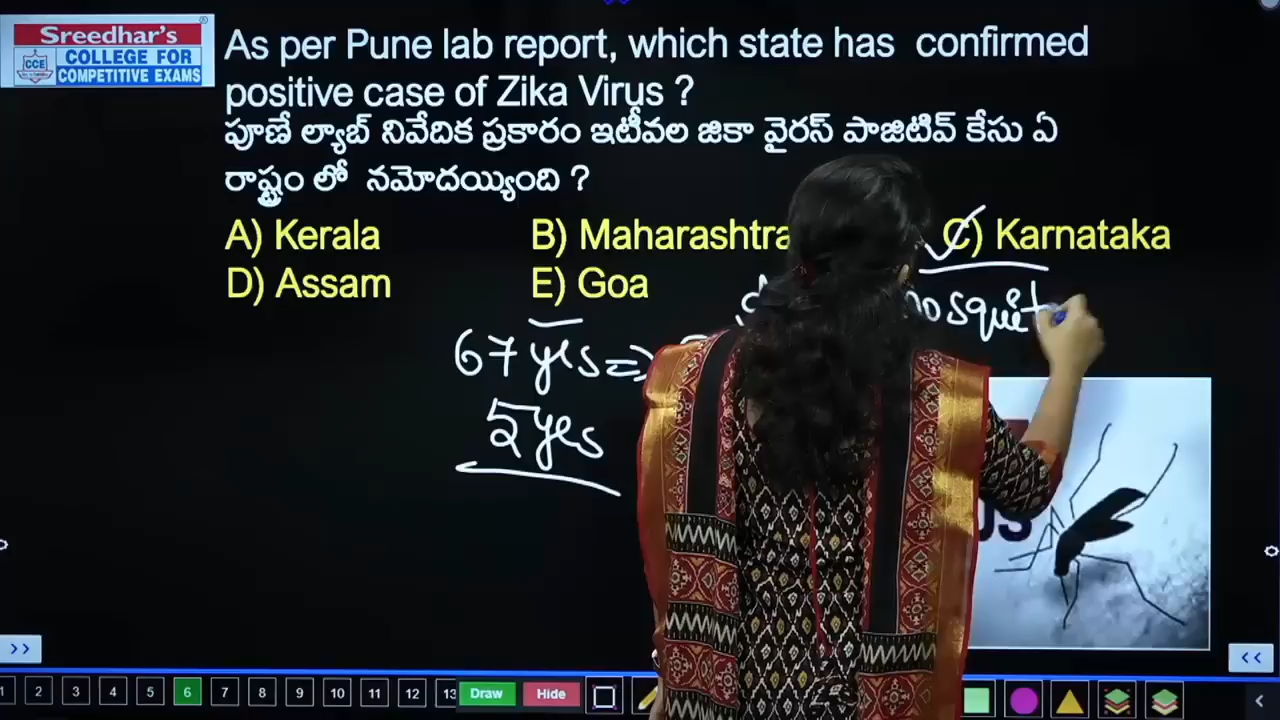 Sreedhar's
CCE
COLLEGE FOR
COMPETITIVE EXAMS
As per Pune lab report, which state has confirmed
positive case of Zika Virus ?
పూణే ల్యాబ్ నివేదిక ప్రకారం ఇటీవల జికా వైరస్ పాజిటివ్ కేసు ఏ
రాష్ట్రం లో నమోదయ్యింది ?
A) Kerala B) Maharashtra C) Karnataka
D) Assam E) Goa
67 yes =>
5 yes
>> <<
1 2 3 4 5 6 7 8 9 10 11 12 13 Draw Hide